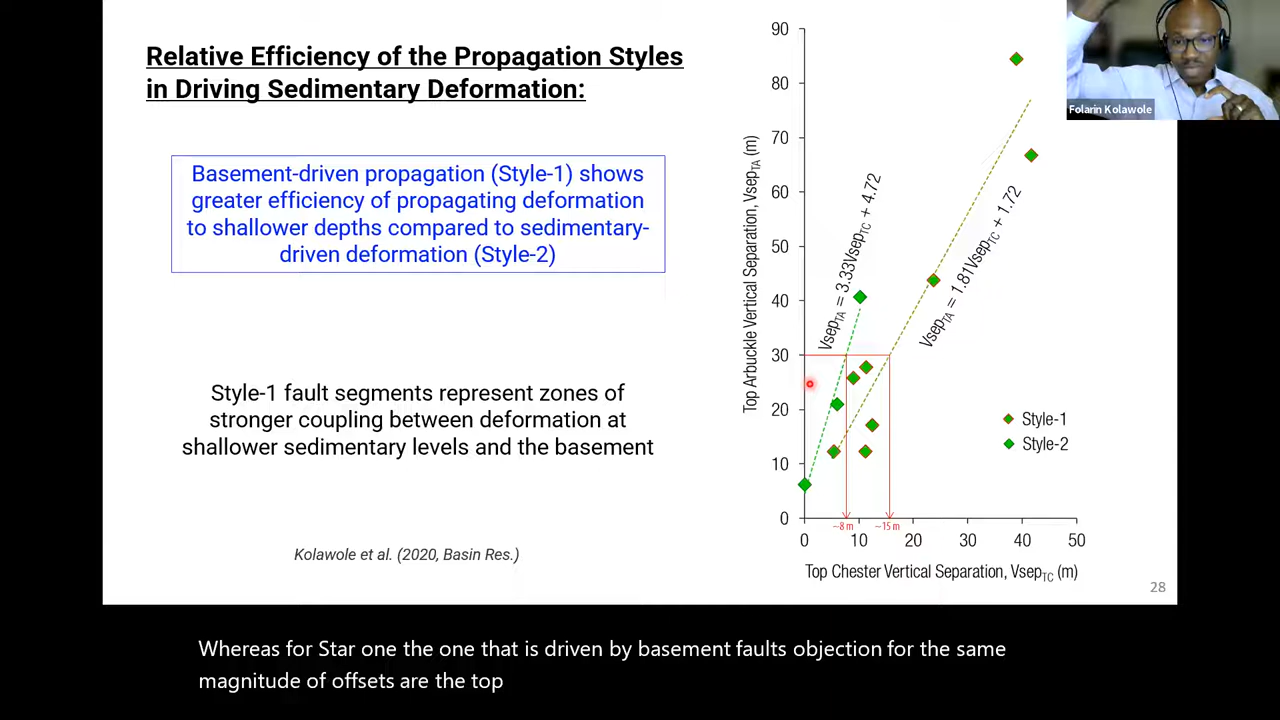 Relative Efficiency of the Propagation Styles
in Driving Sedimentary Deformation:
Basement-driven propagation (Style-1) shows
greater efficiency of propagating deformation
to shallower depths compared to sedimentary-
driven deformation (Style-2)
Style-1 fault segments represent zones of
stronger coupling between deformation at
shallower sedimentary levels and the basement
Kolawole et al. (2020, Basin Res.)
90
80
70
60
50
40
30
20
10
0
Top Arbuckle Vertical Separation, VsepTA (m)
VsepTA = 3.33VsepTC + 4.72
VsepTA = 1.81VsepTC + 1.72
Style-1
Style-2
~8 m
~15 m
0 10 20 30 40 50
Top Chester Vertical Separation, VsepTC (m)
28
Folarin Kolawole
Whereas for Star one the one that is driven by basement faults objection for the same
magnitude of offsets are the top